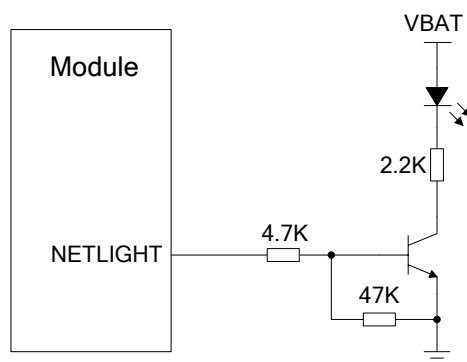 VBAT
Module
2.2K
NETLIGHT
4.7K
47K